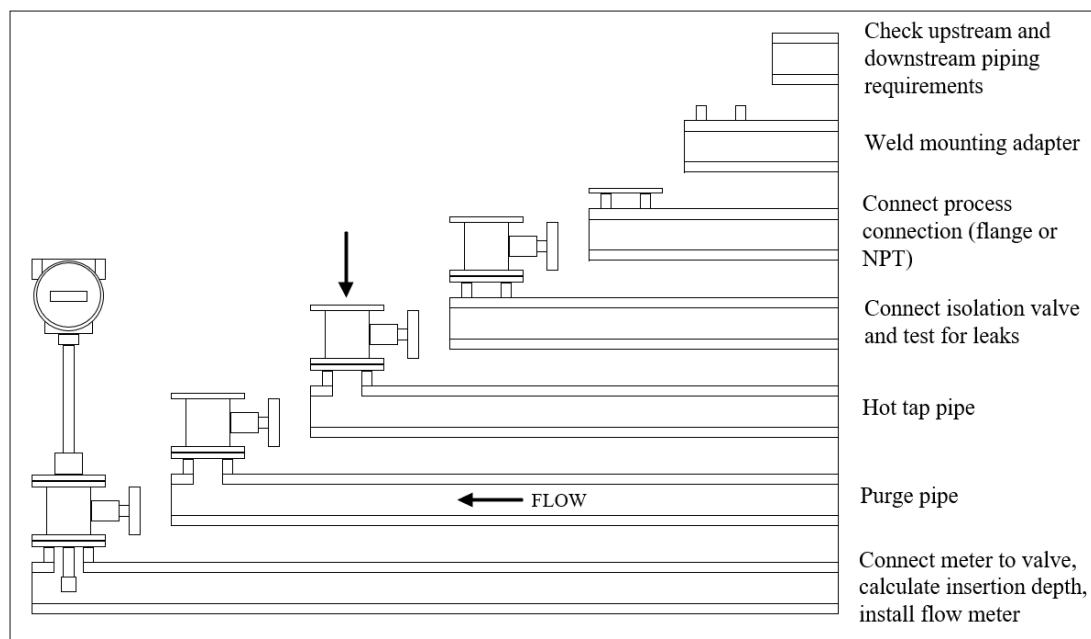 Check upstream and
downstream piping
requirements
Weld mounting adapter
Connect process
connection (flange or
NPT)
Connect isolation valve
and test for leaks
Hot tap pipe
FLOW
Purge pipe
Connect meter to valve,
calculate insertion depth,
install flow meter